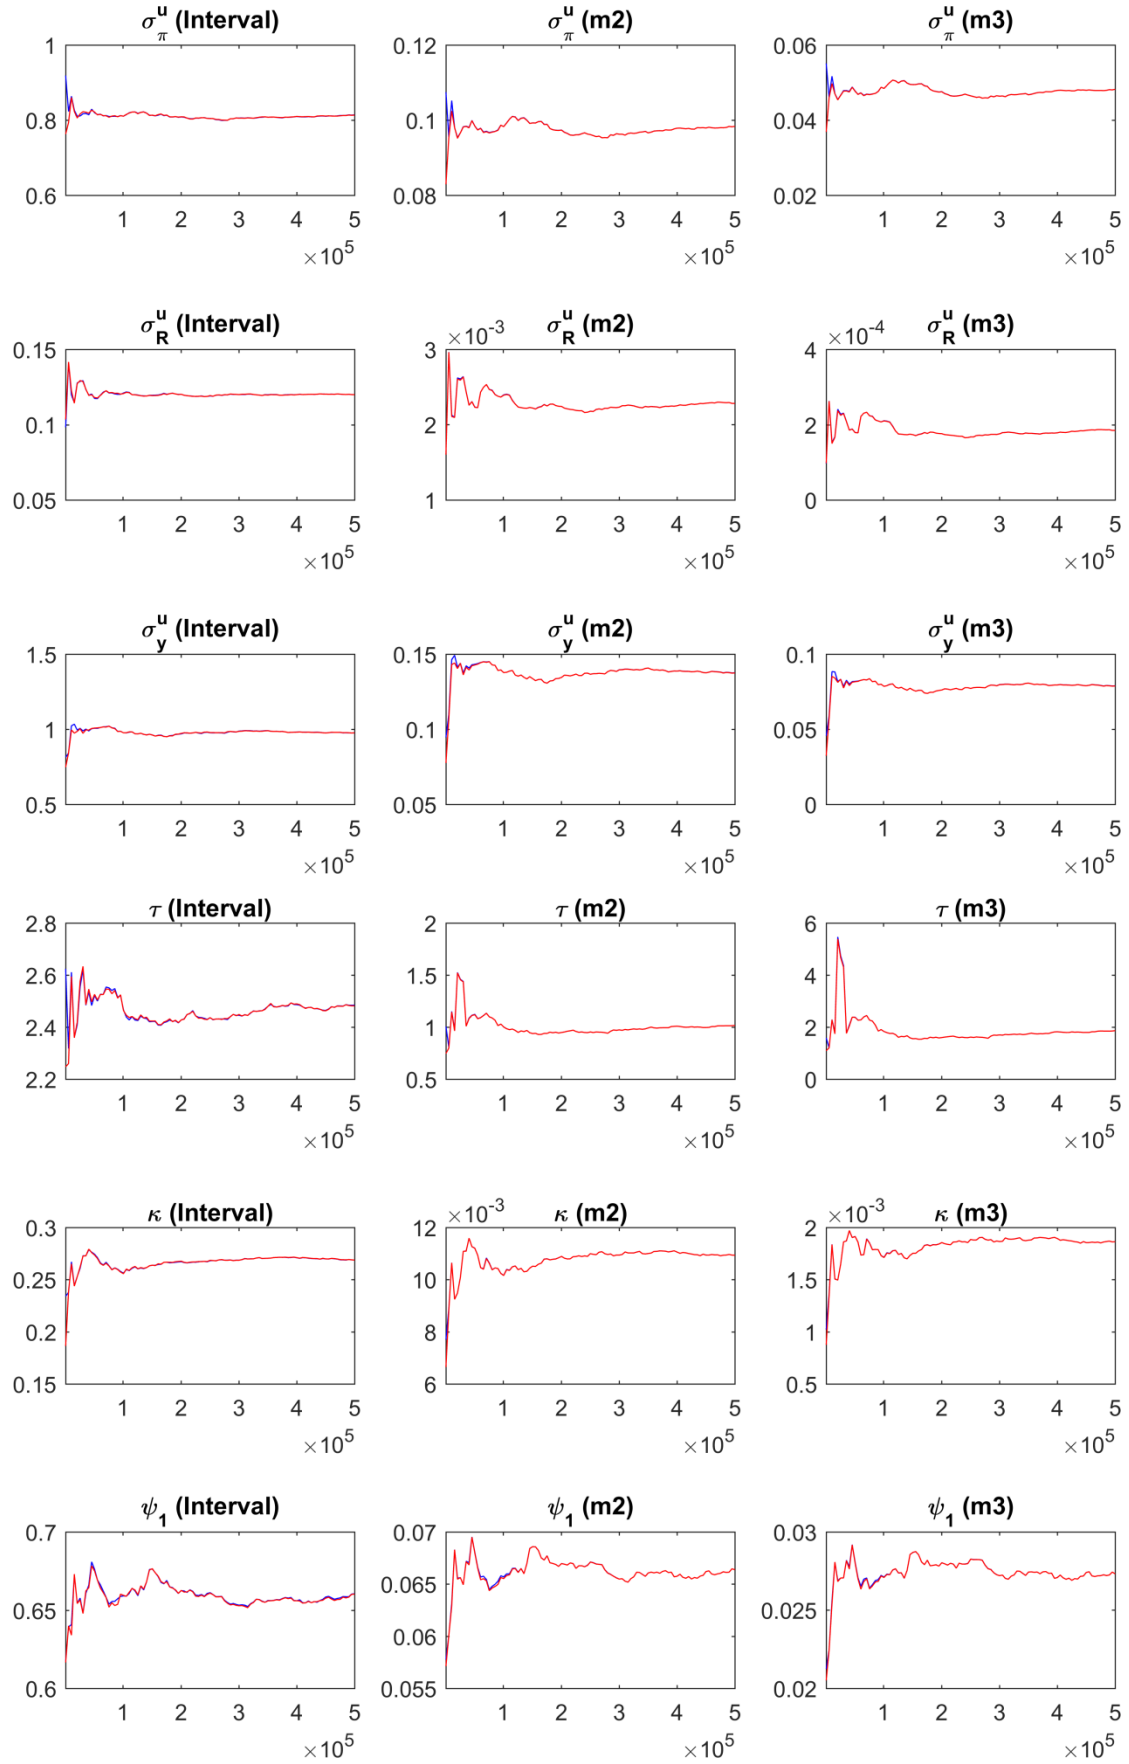 σ_π^u (Interval)
1
0.8
0.6
1 2 3 4 5
×10^5
σ_π^u (m2)
0.12
0.1
0.08
1 2 3 4 5
×10^5
σ_π^u (m3)
0.06
0.04
0.02
1 2 3 4 5
×10^5
σ_R^u (Interval)
0.15
0.1
0.05
1 2 3 4 5
×10^5
×10^-3 σ_R^u (m2)
3
2
1
1 2 3 4 5
×10^5
×10^-4 σ_R^u (m3)
4
2
0
1 2 3 4 5
×10^5
σ_y^u (Interval)
1.5
1
0.5
1 2 3 4 5
×10^5
σ_y^u (m2)
0.15
0.1
0.05
1 2 3 4 5
×10^5
σ_y^u (m3)
0.1
0.05
0
1 2 3 4 5
×10^5
τ (Interval)
2.8
2.6
2.4
2.2
1 2 3 4 5
×10^5
τ (m2)
2
1.5
1
0.5
1 2 3 4 5
×10^5
τ (m3)
6
4
2
0
1 2 3 4 5
×10^5
κ (Interval)
0.3
0.25
0.2
0.15
1 2 3 4 5
×10^5
×10^-3 κ (m2)
12
10
8
6
1 2 3 4 5
×10^5
×10^-3 κ (m3)
2
1.5
1
0.5
1 2 3 4 5
×10^5
ψ_1 (Interval)
0.7
0.65
0.6
1 2 3 4 5
×10^5
ψ_1 (m2)
0.07
0.065
0.06
0.055
1 2 3 4 5
×10^5
ψ_1 (m3)
0.03
0.025
0.02
1 2 3 4 5
×10^5